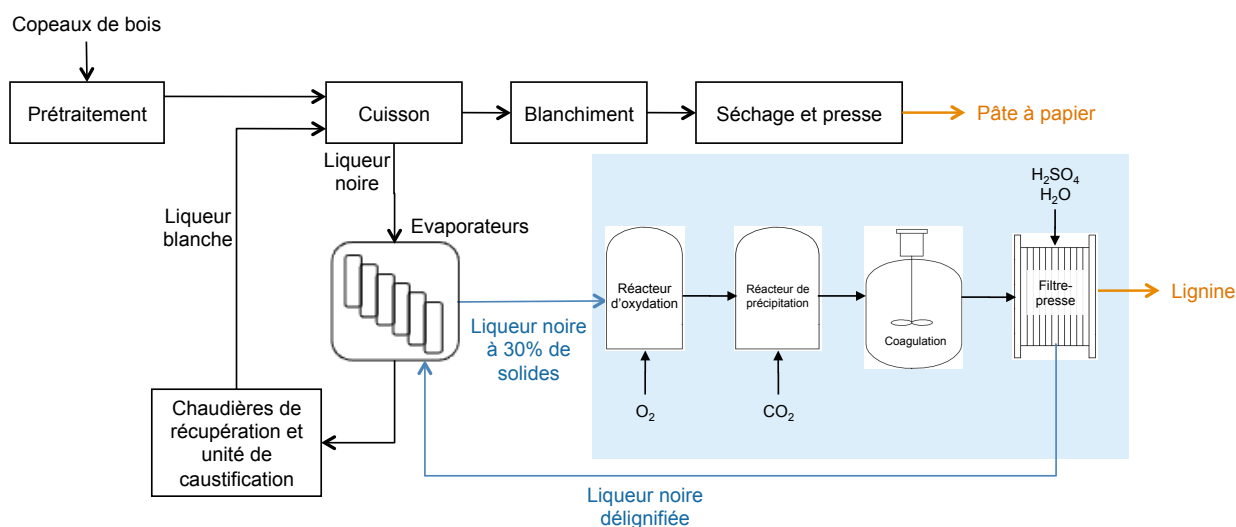 Copeaux de bois
Prétraitement
Cuisson
Blanchiment
Séchage et presse
Pâte à papier
Liqueur
noire
Liqueur
blanche
Evaporateurs
H₂SO₄
H₂O
Réacteur
d'oxydation
Réacteur de
précipitation
Coagulation
Filtre-
presse
Lignine
Liqueur noire
à 30% de
solides
O₂
CO₂
Chaudières de
récupération et
unité de
caustification
Liqueur noire
délignifiée